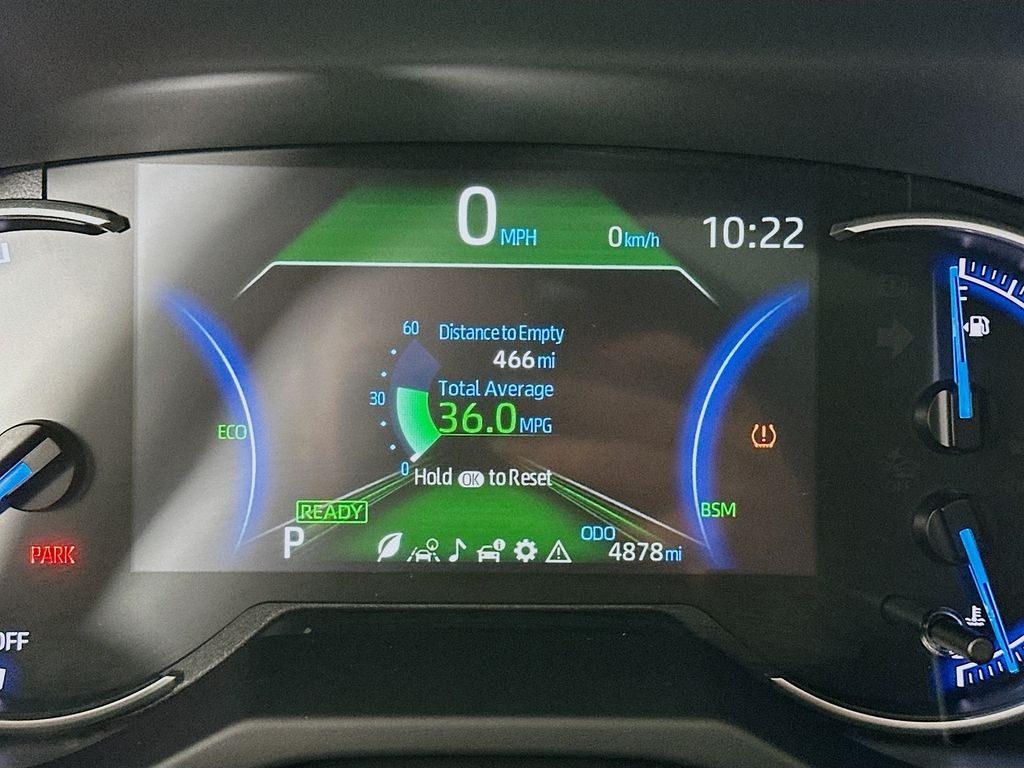 0 MPH
0 km/h
10:22
60
Distance to Empty
466 mi
Total Average
30
36.0 MPG
ECO
0
Hold OK to Reset
READY
BSM
P
ODO
4878 mi
PARK
OFF
F